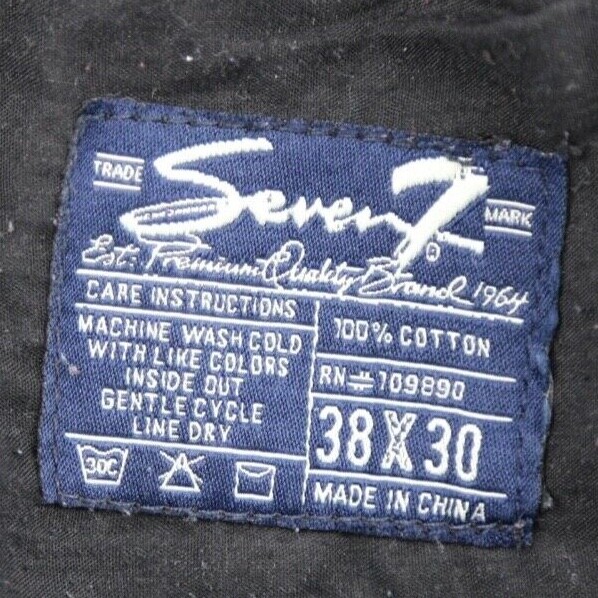 TRADE Seven7 ® MARK
Est. Premium Quality Brand 1964
CARE INSTRUCTIONS
MACHINE WASH COLD
WITH LIKE COLORS
INSIDE OUT
GENTLE CYCLE
LINE DRY
30C
100% COTTON
RN#109890
38X30
MADE IN CHINA